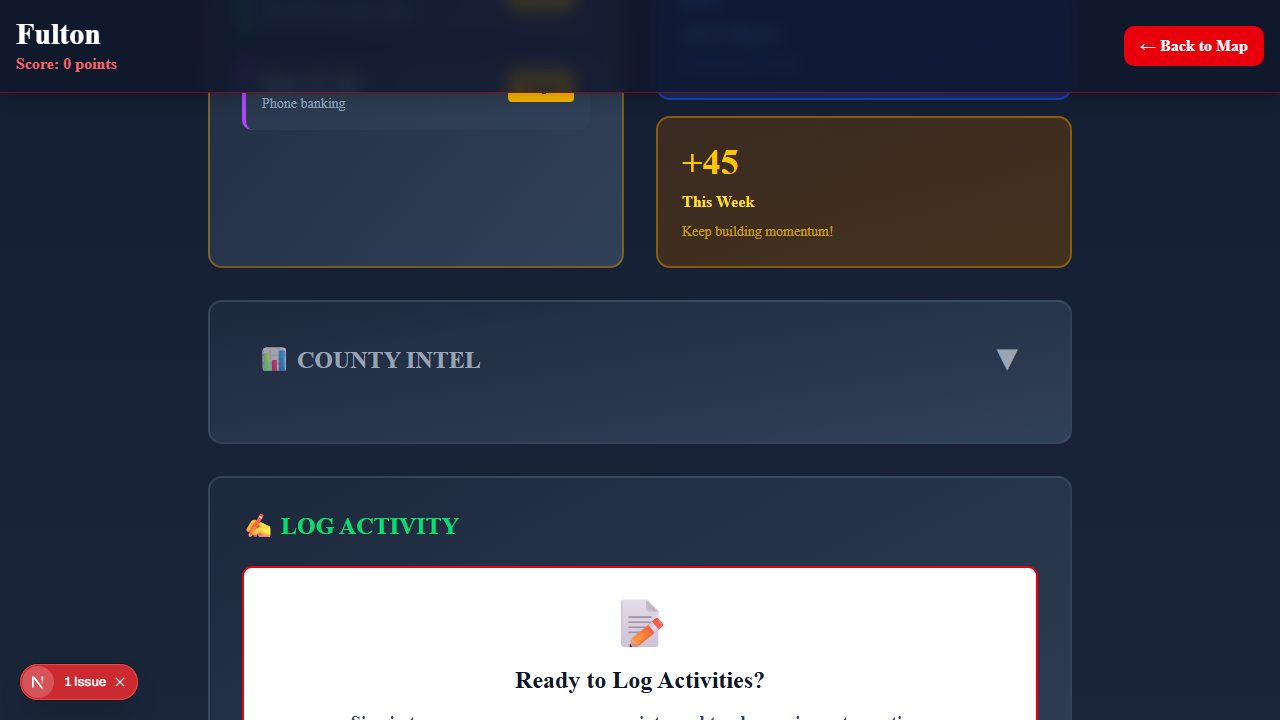 Fulton
Score: 0 points
← Back to Map
Phone banking
+45
This Week
Keep building momentum!
COUNTY INTEL
▼
LOG ACTIVITY
Ready to Log Activities?
1 Issue